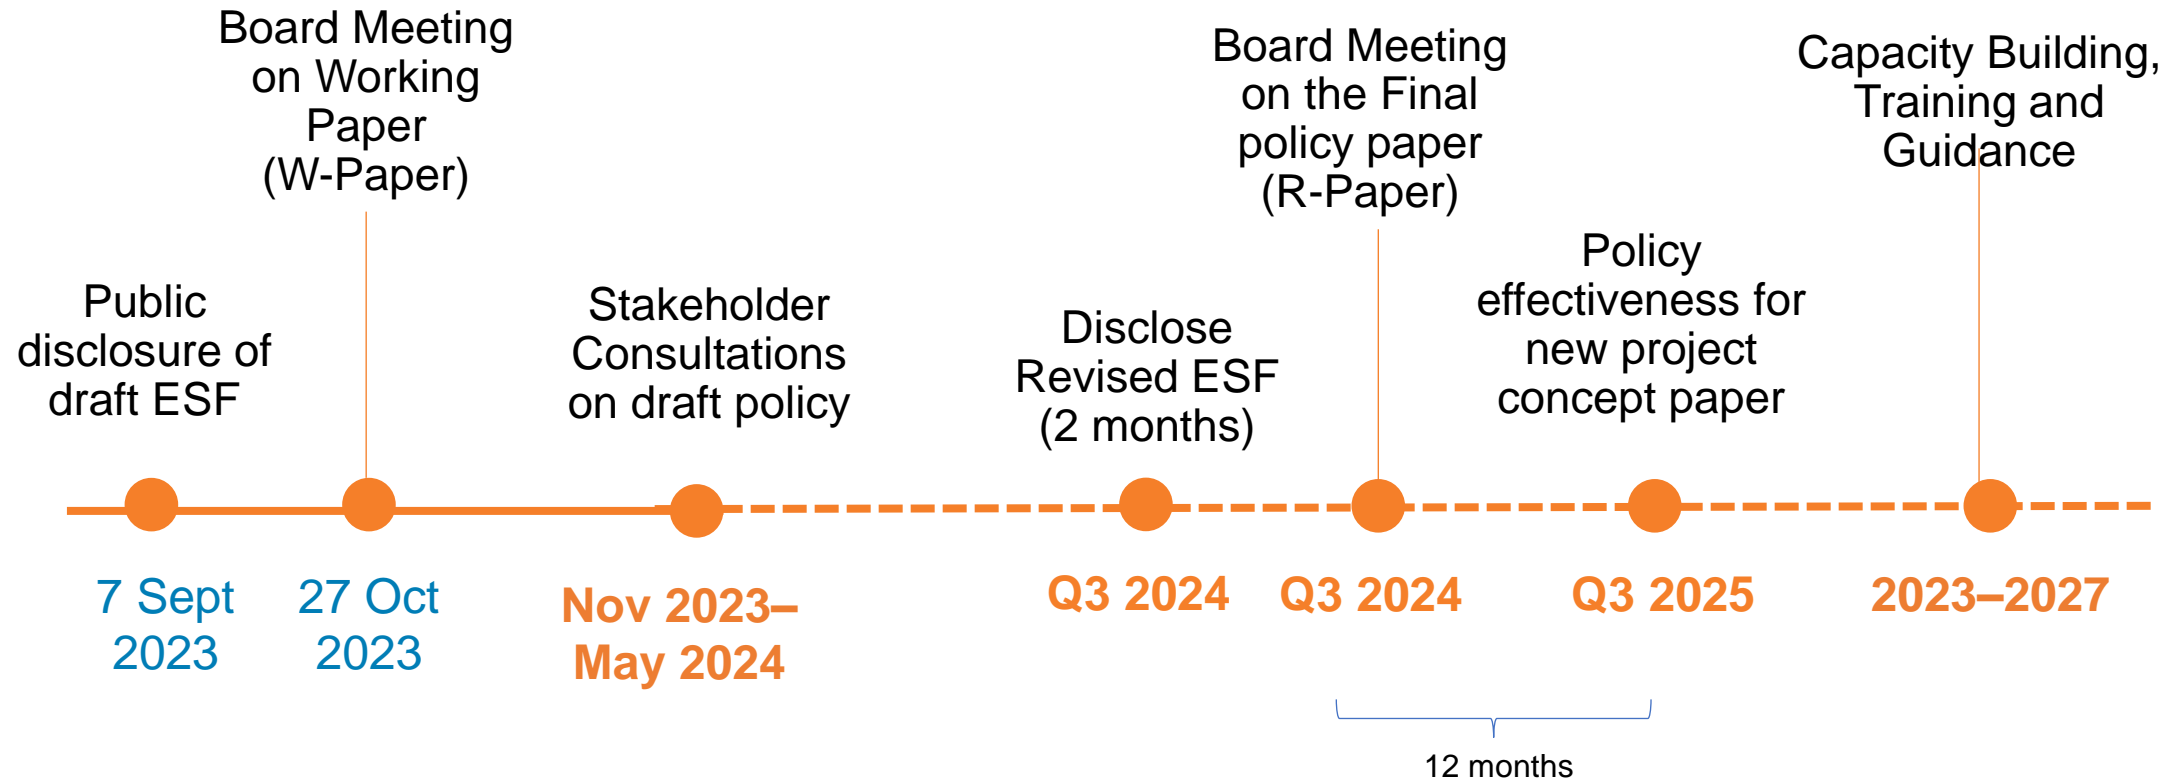 Public
disclosure of
draft ESF
7 Sept
2023
Board Meeting
on Working
Paper
(W-Paper)
27 Oct
2023
Stakeholder
Consultations
on draft policy
Nov 2023–
May 2024
Disclose
Revised ESF
(2 months)
Q3 2024
Board Meeting
on the Final
policy paper
(R-Paper)
Q3 2024
Policy
effectiveness for
new project
concept paper
Q3 2025
Capacity Building,
Training and
Guidance
2023–2027
12 months